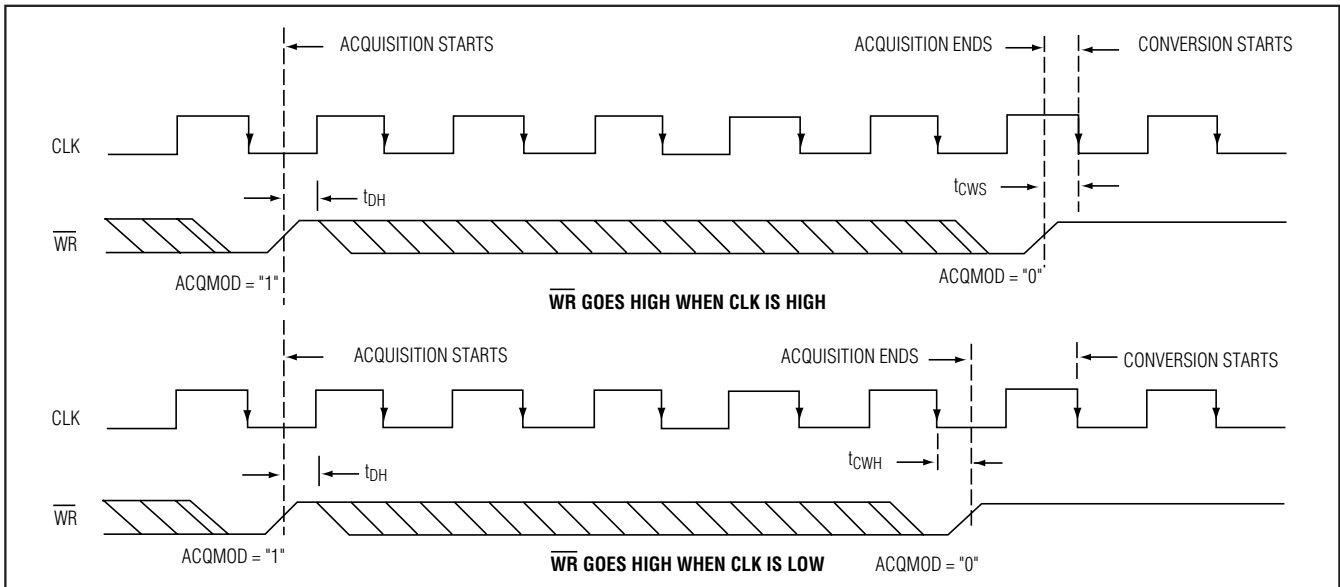 ACQUISITION STARTS
ACQUISITION ENDS
CONVERSION STARTS
CLK
tDH
tCWS
WR
ACQMOD = "1"
ACQMOD = "0"
WR GOES HIGH WHEN CLK IS HIGH
ACQUISITION STARTS
ACQUISITION ENDS
CONVERSION STARTS
CLK
tDH
tCWH
WR
ACQMOD = "1"
WR GOES HIGH WHEN CLK IS LOW
ACQMOD = "0"